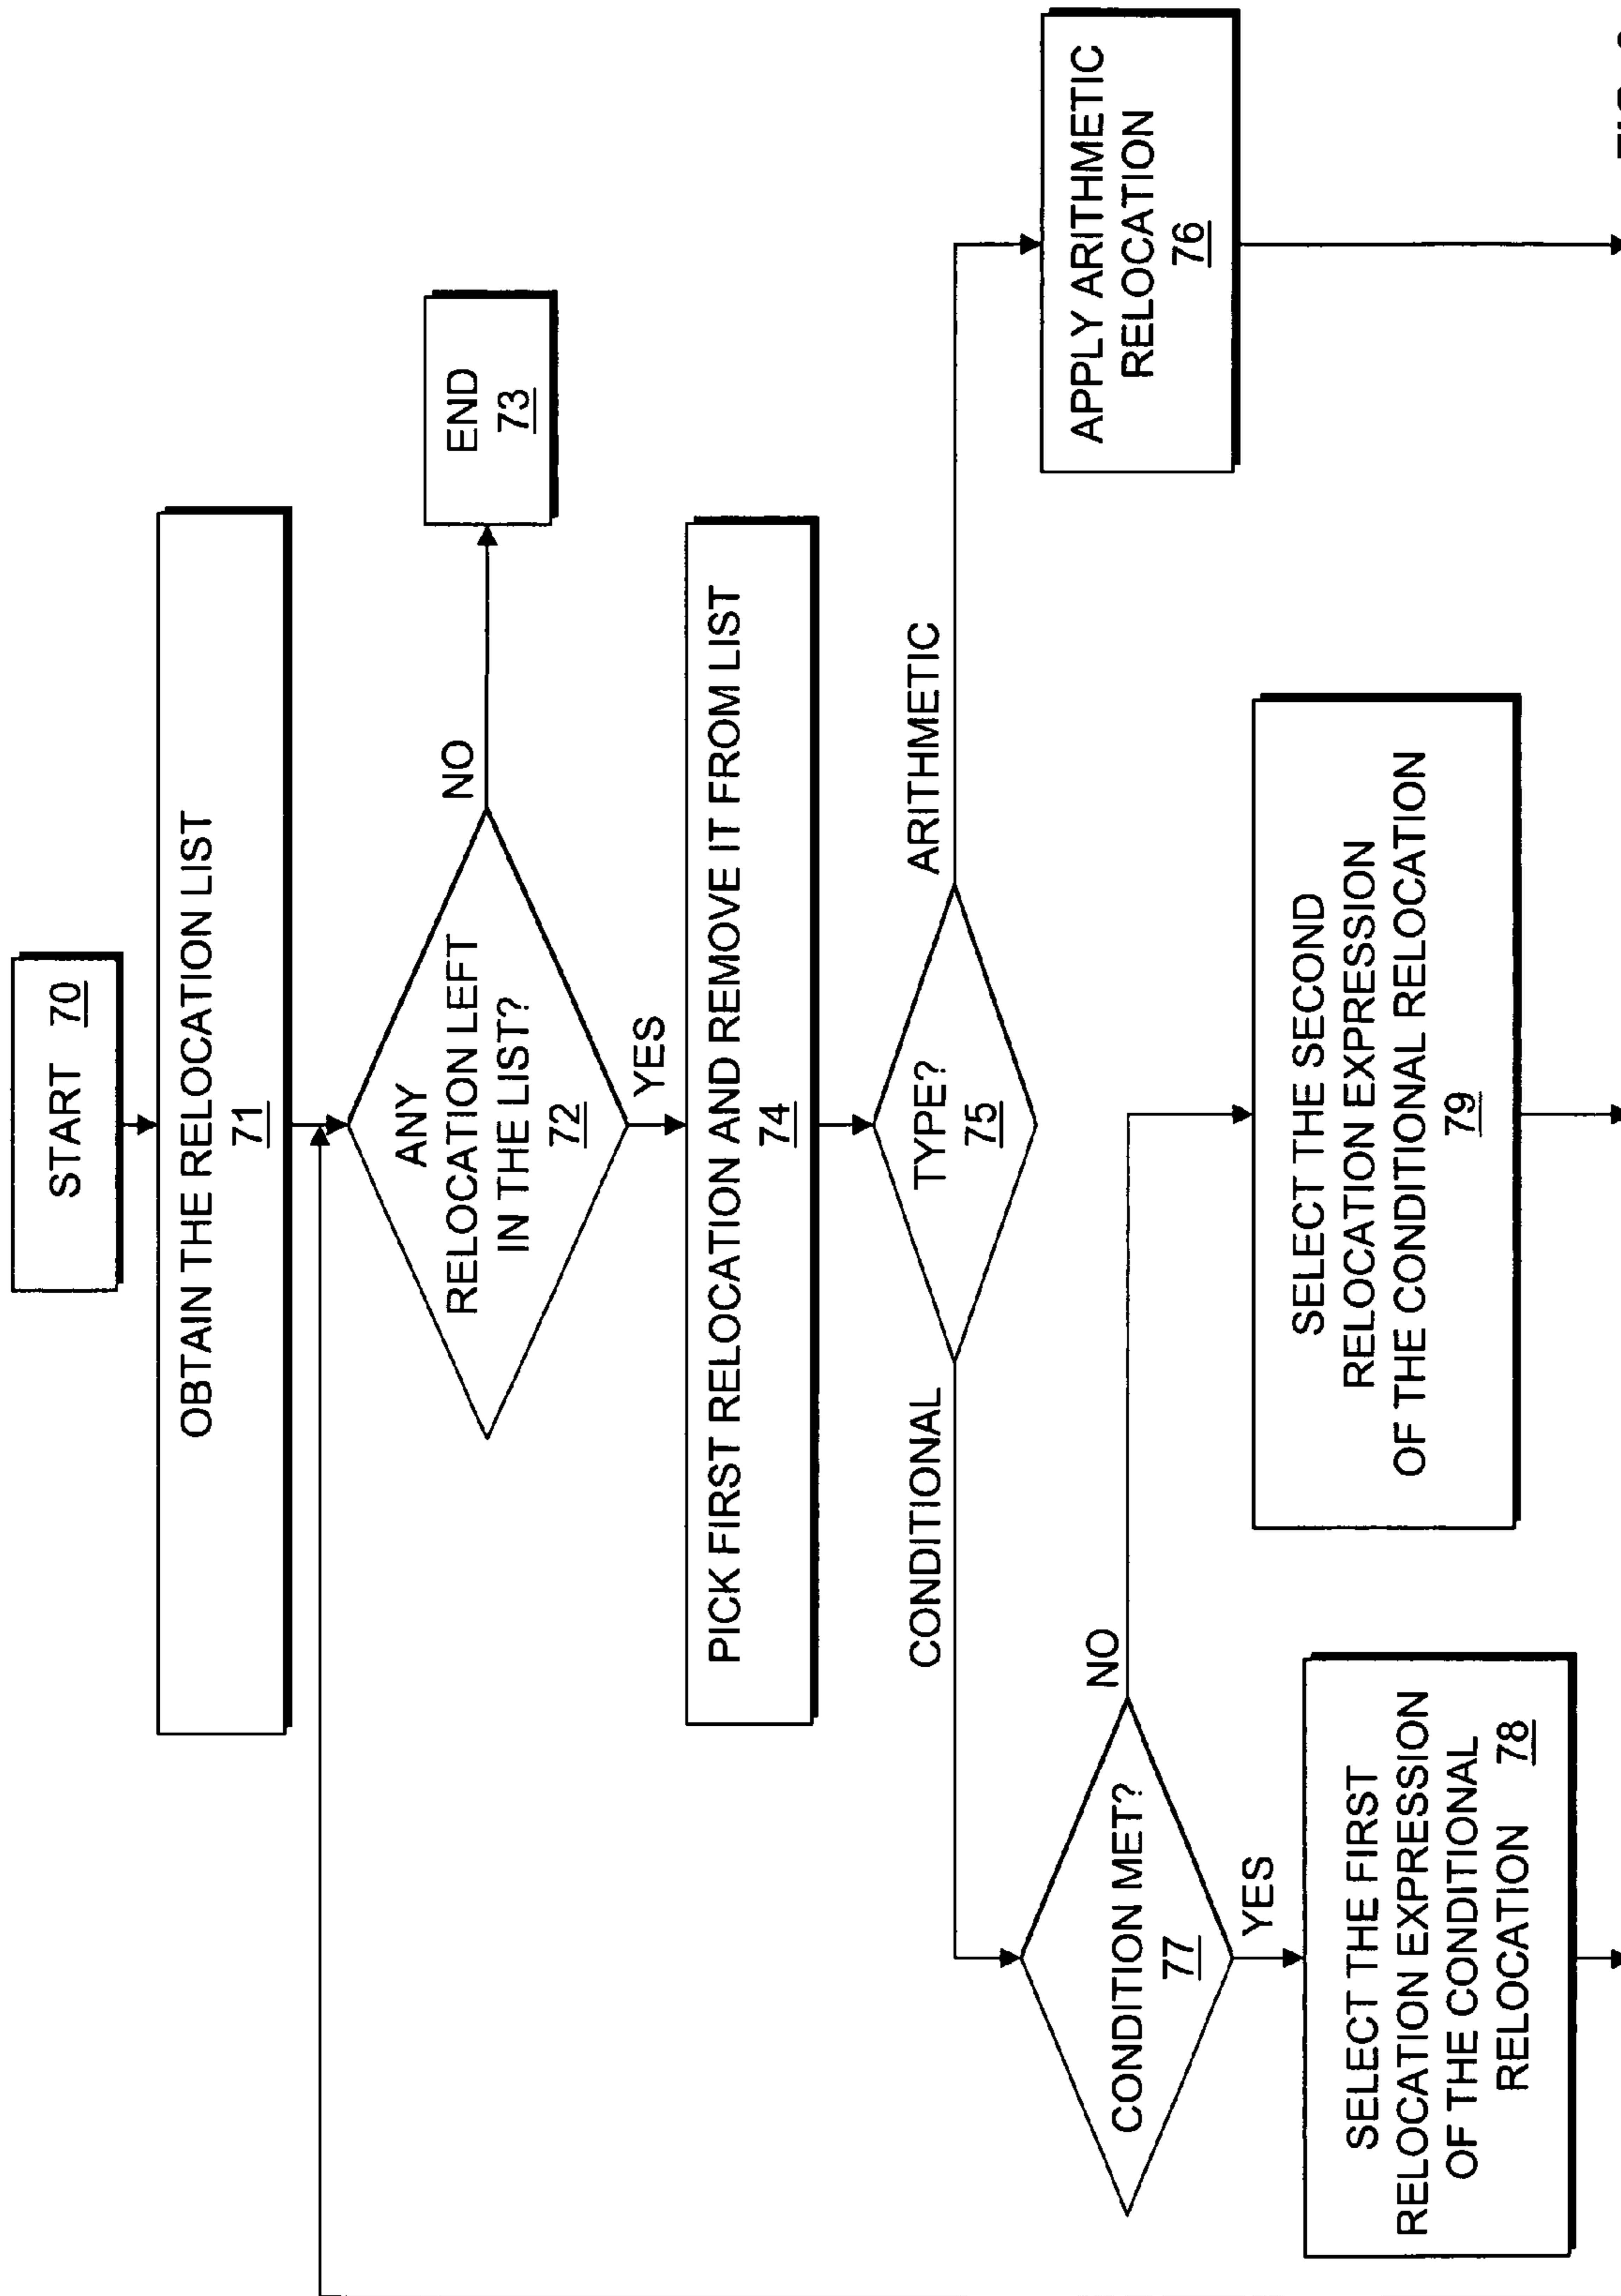 START 70
OBTAIN THE RELOCATION LIST
71
ANY
RELOCATION LEFT
IN THE LIST?
72
NO
END
73
YES
PICK FIRST RELOCATION AND REMOVE IT FROM LIST
74
TYPE?
75
CONDITIONAL
ARITHMETIC
APPLY ARITHMETIC
RELOCATION
76
CONDITION MET?
77
NO
YES
SELECT THE FIRST
RELOCATION EXPRESSION
OF THE CONDITIONAL
RELOCATION 78
SELECT THE SECOND
RELOCATION EXPRESSION
OF THE CONDITIONAL RELOCATION
79